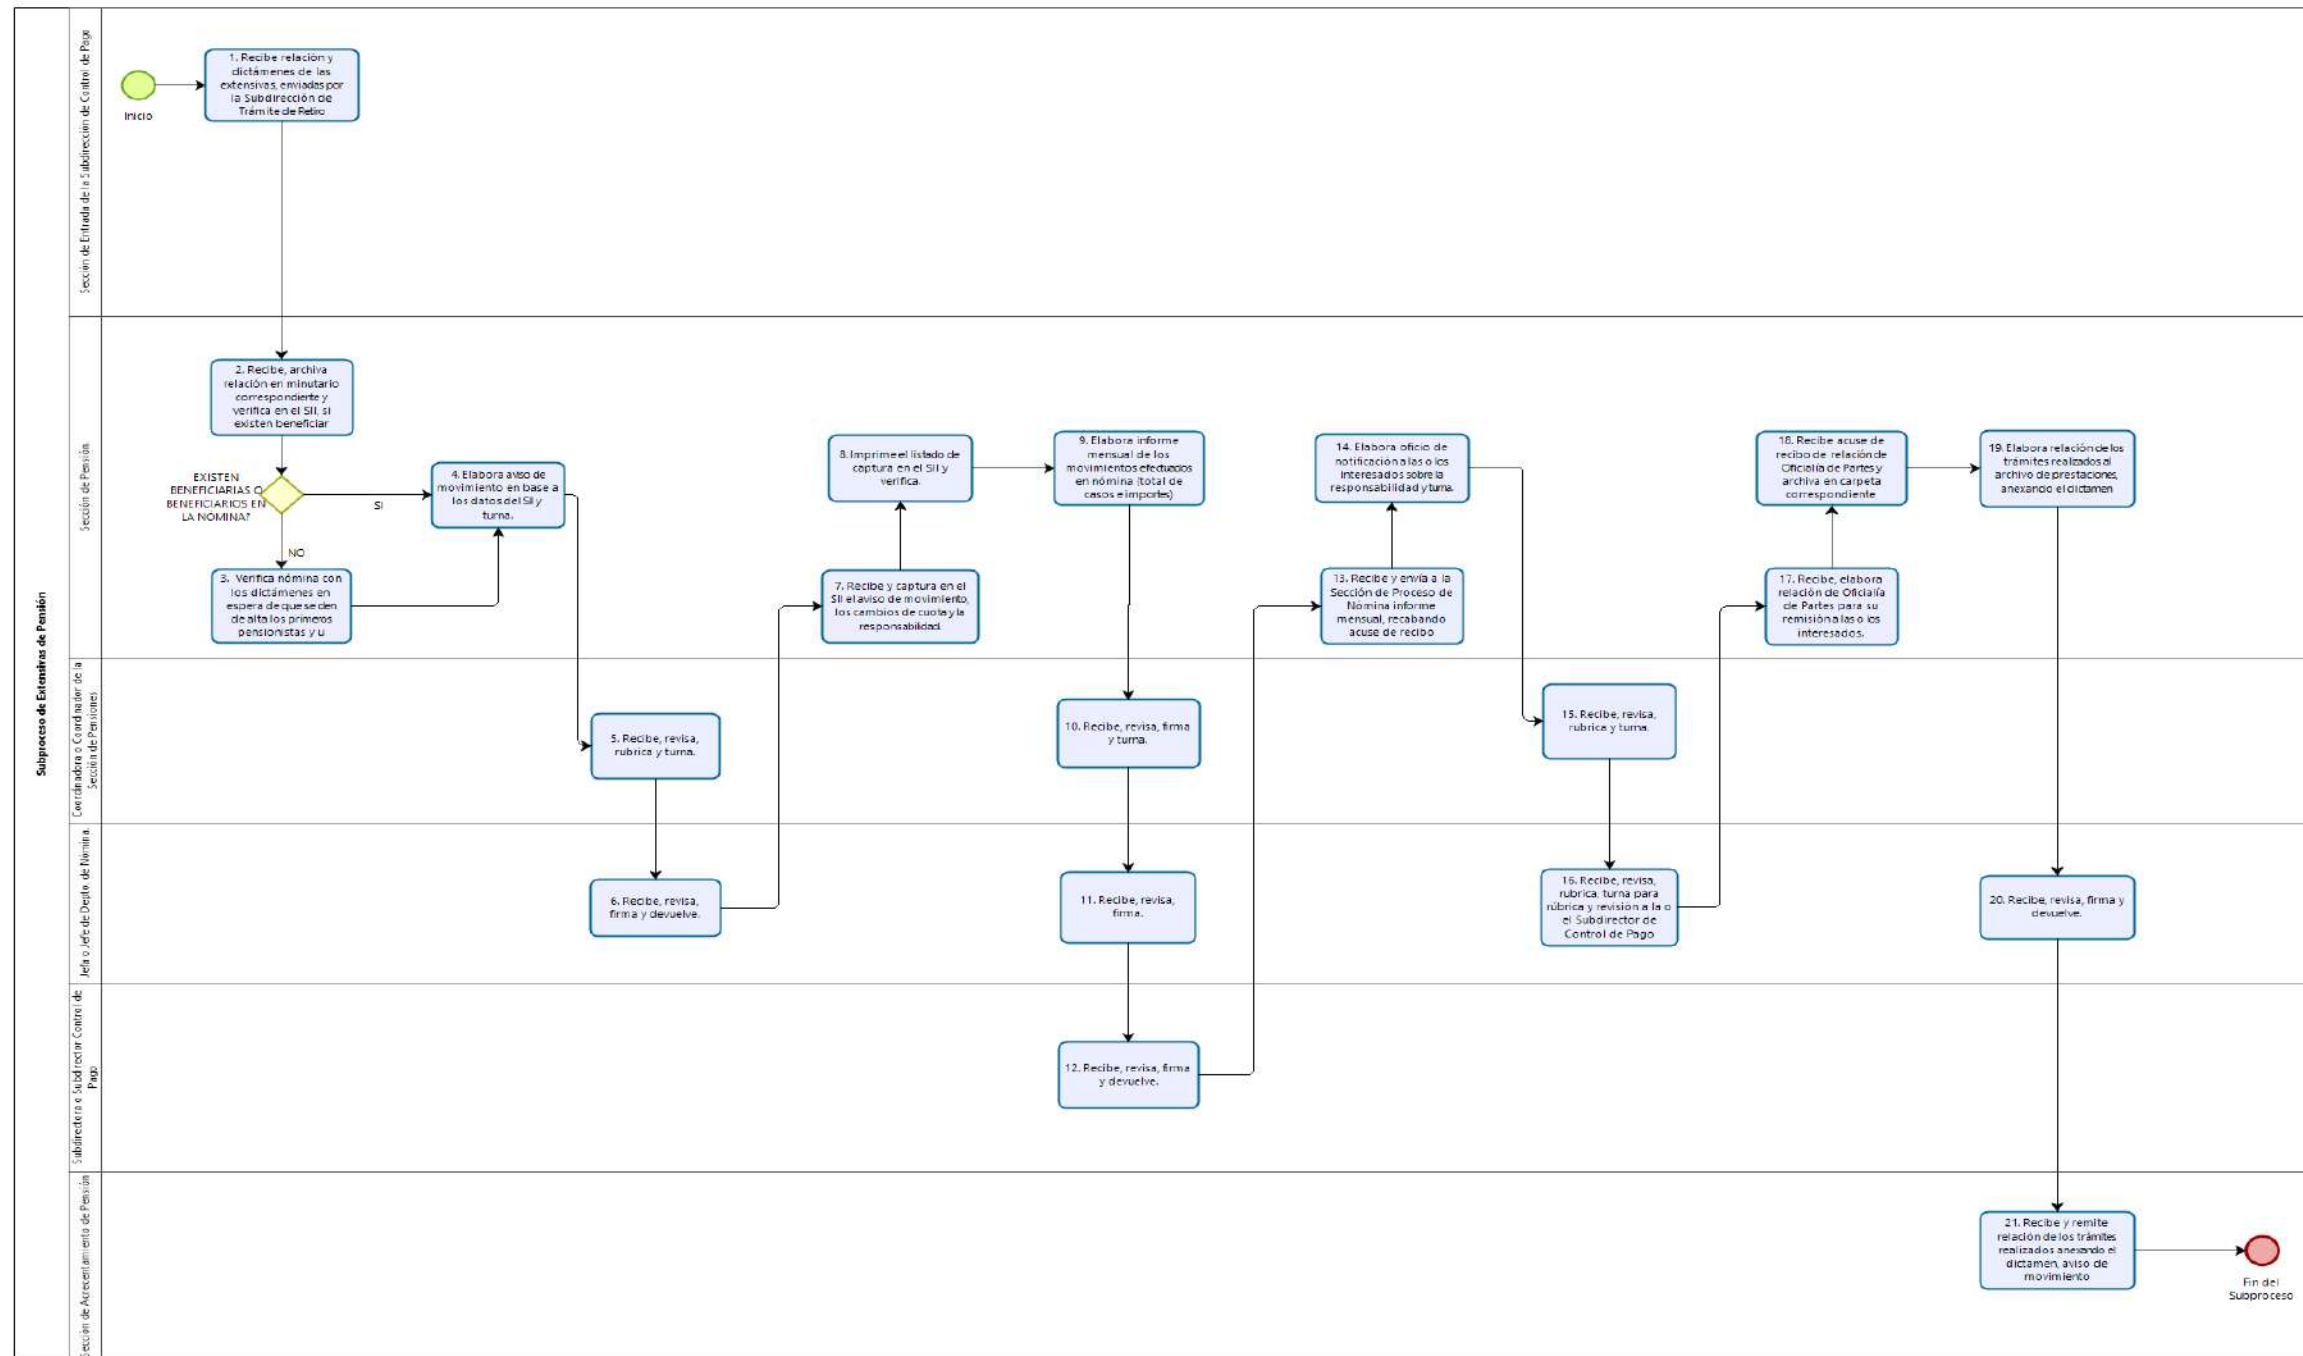 Subproceso de Extensivas de Pensión
Sección de Entrada de la Subdirección de Control de Pago
Inicio
1. Recibe relación y
dictámenes de las
extensivas, enviadas por
la Subdirección de
Trámite de Retiro
Sección de Pensión
2. Recibe, archiva
relación en minutario
correspondiente y
verifica en el SII, si
existen beneficiar
EXISTEN
BENEFICIARIAS O
BENEFICIARIOS EN
LA NOMINA?
SI
NO
3. Verifica nómina con
los dictámenes en
espera de que se den
de alta los primeros
pensionistas y u
4. Elabora aviso de
movimiento en base a
los datos del SII y
turna.
7. Recibe y captura en el
SII el aviso de movimiento,
los cambios de cuota y la
responsabilidad.
8. Imprime el listado de
captura en el SII y
verifica.
9. Elabora informe
mensual de los
movimientos efectuados
en nómina (total de
casos e importes)
13. Recibe y envía a la
Sección de Proceso de
Nómina informe
mensual, recabando
acuse de recibo
14. Elabora oficio de
notificación a las o los
interesados sobre la
responsabilidad y turna.
17. Recibe, elabora
relación de Oficialía
de Partes para su
remisión a las o los
interesados.
18. Recibe acuse de
recibo de relación de
Oficialía de Partes y
archiva en carpeta
correspondiente
19. Elabora relación de los
trámites realizados al
archivo de prestaciones,
anexando el dictamen
Coordinadora o Coordinador de la
Sección de Pensiones
5. Recibe, revisa,
rubrica y turna.
10. Recibe, revisa, firma
y turna.
15. Recibe, revisa,
rubrica y turna.
Jefa o Jefe de Depto. de Nómina.
6. Recibe, revisa,
firma y devuelve.
11. Recibe, revisa,
firma.
16. Recibe, revisa,
rubrica, turna para
rúbrica y revisión a la o
el Subdirector de
Control de Pago
20. Recibe, revisa, firma y
devuelve.
Subdirectora o Subdirector Control de
Pago
12. Recibe, revisa, firma
y devuelve.
Sección de Acrecentamiento de Pensión
21. Recibe y remite
relación de los trámites
realizados anexando el
dictamen, aviso de
movimiento
Fin del
Subproceso